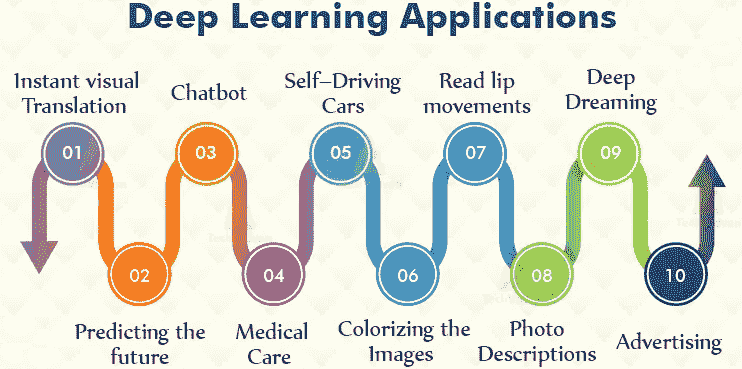 Deep Learning Applications
Instant visual
Translation
01
Predicting the
future
02
Chatbot
03
Medical
Care
04
Self-Driving
Cars
05
Colorizing the
Images
06
Read lip
movements
07
Photo
Descriptions
08
Deep
Dreaming
09
Advertising
10